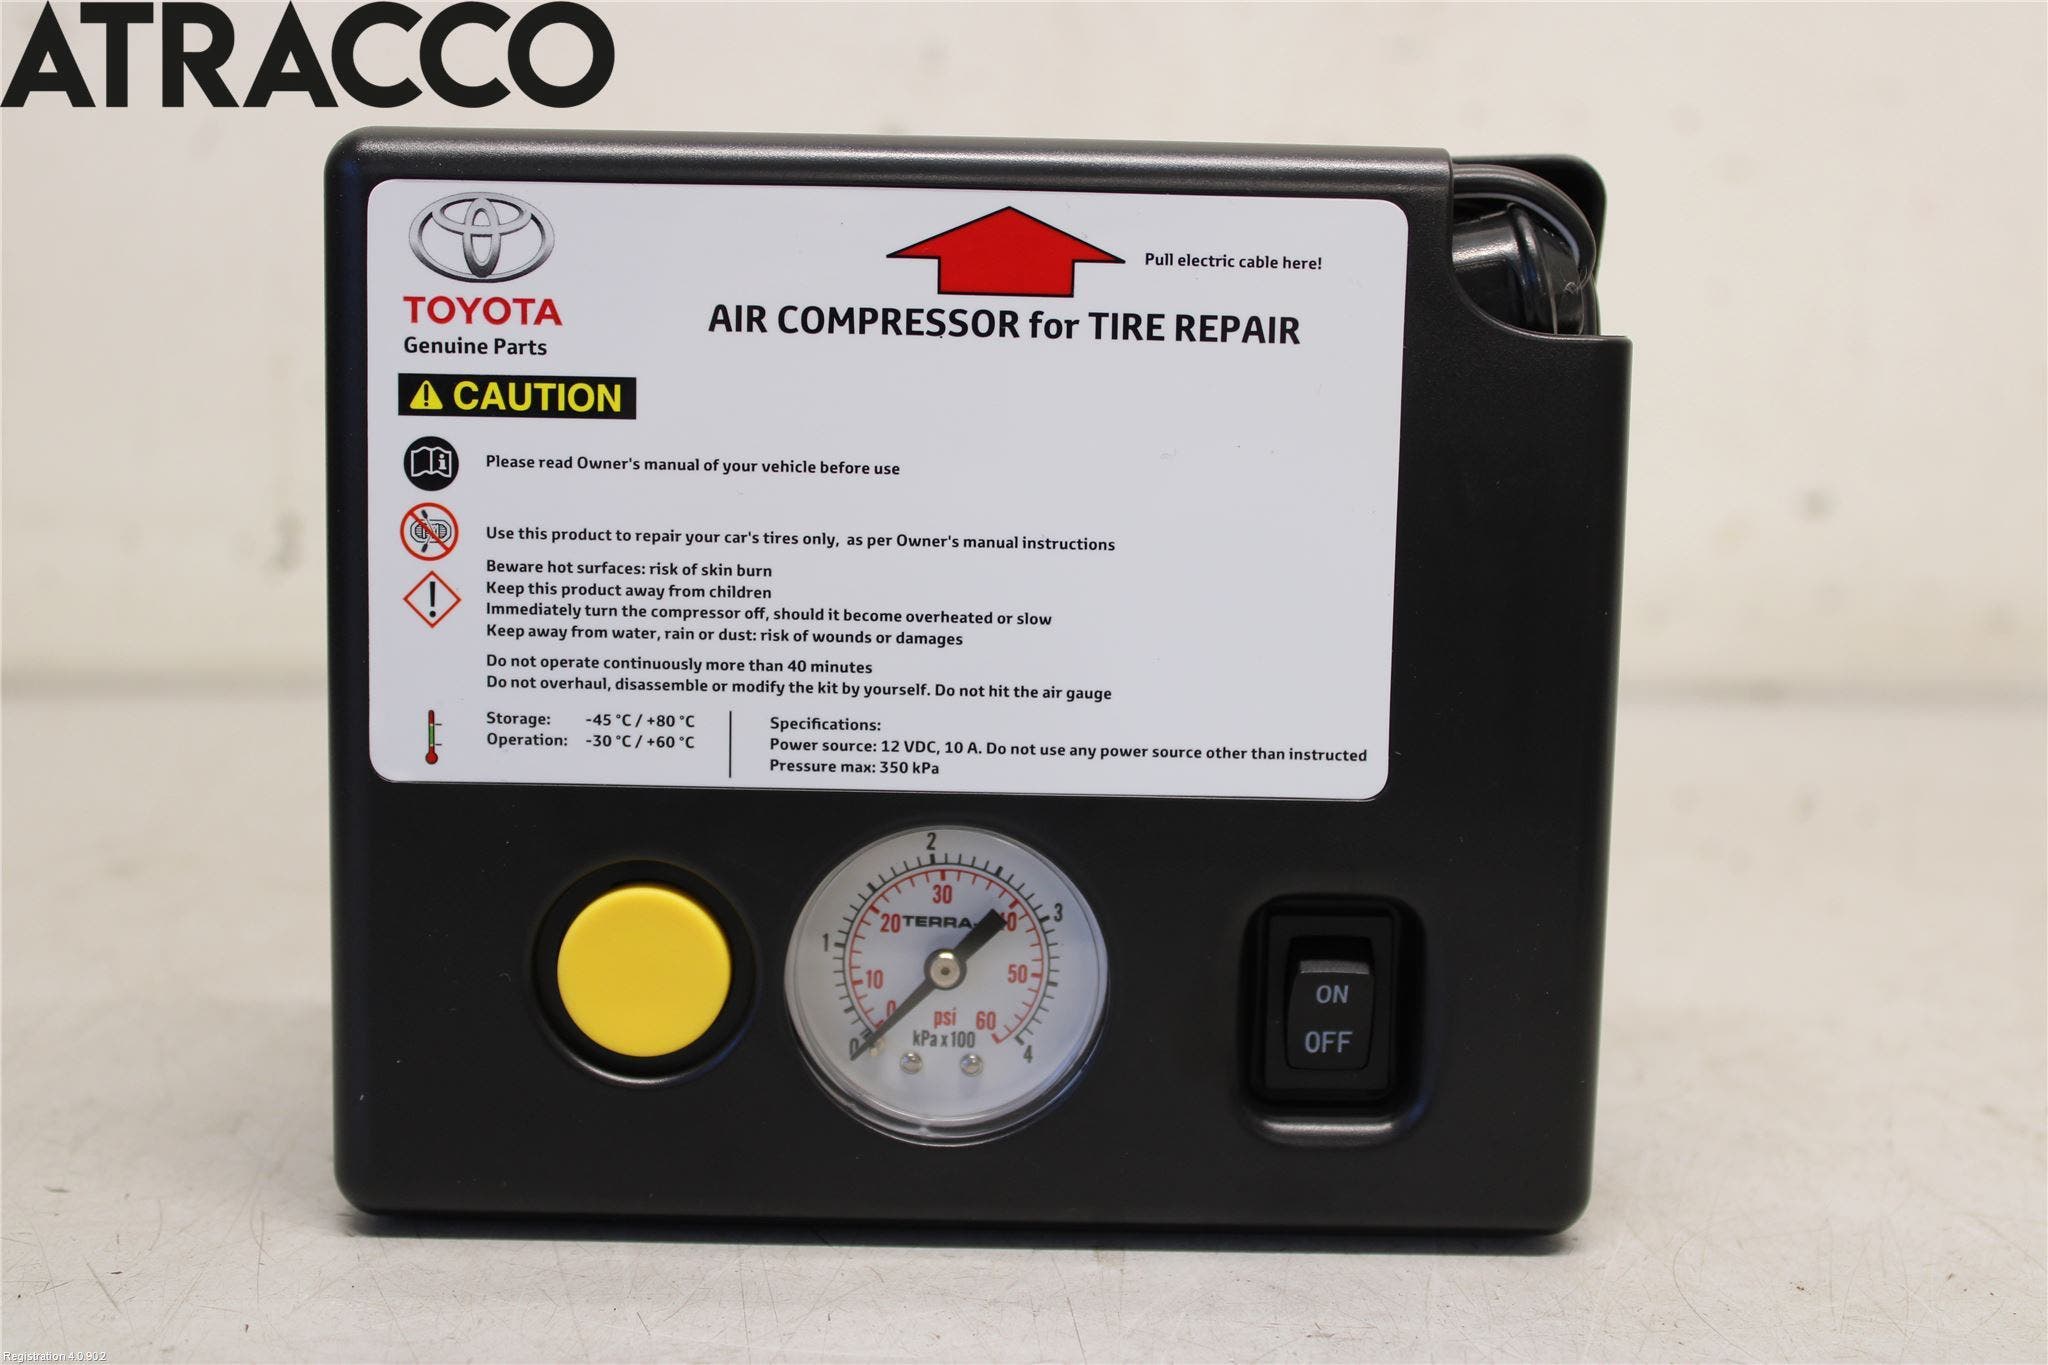 ATRACCO
TOYOTA
Genuine Parts
Pull electric cable here!
AIR COMPRESSOR for TIRE REPAIR
CAUTION
Please read Owner's manual of your vehicle before use
Use this product to repair your car's tires only, as per Owner's manual instructions
Beware hot surfaces: risk of skin burn
Keep this product away from children
Immediately turn the compressor off, should it become overheated or slow
Keep away from water, rain or dust: risk of wounds or damages
Do not operate continuously more than 40 minutes
Do not overhaul, disassemble or modify the kit by yourself. Do not hit the air gauge
Storage: -45 °C / +80 °C
Operation: -30 °C / +60 °C
Specifications:
Power source: 12 VDC, 10 A. Do not use any power source other than instructed
Pressure max: 350 kPa
0 1 2 3 4
0 10 20 30 40 50 60
TERRA-
psi
kPa x 100
ON
OFF
Registration 4.0.90.2